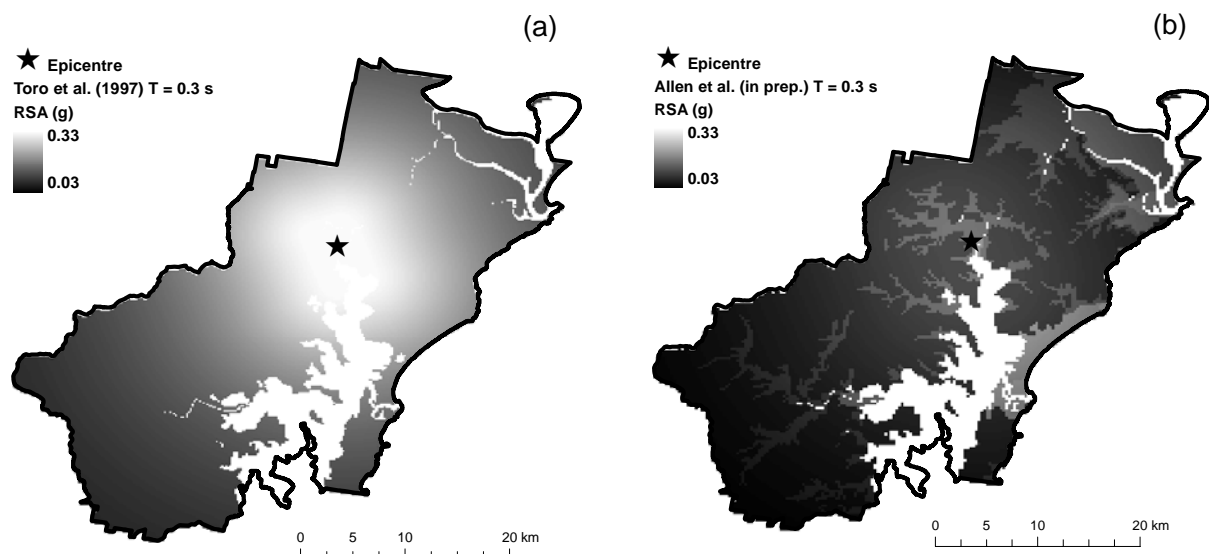 (a)
Epicentre
Toro et al. (1997) T = 0.3 s
RSA (g)
0.33
0.03
0 5 10 20 km
(b)
Epicentre
Allen et al. (in prep.) T = 0.3 s
RSA (g)
0.33
0.03
0 5 10 20 km